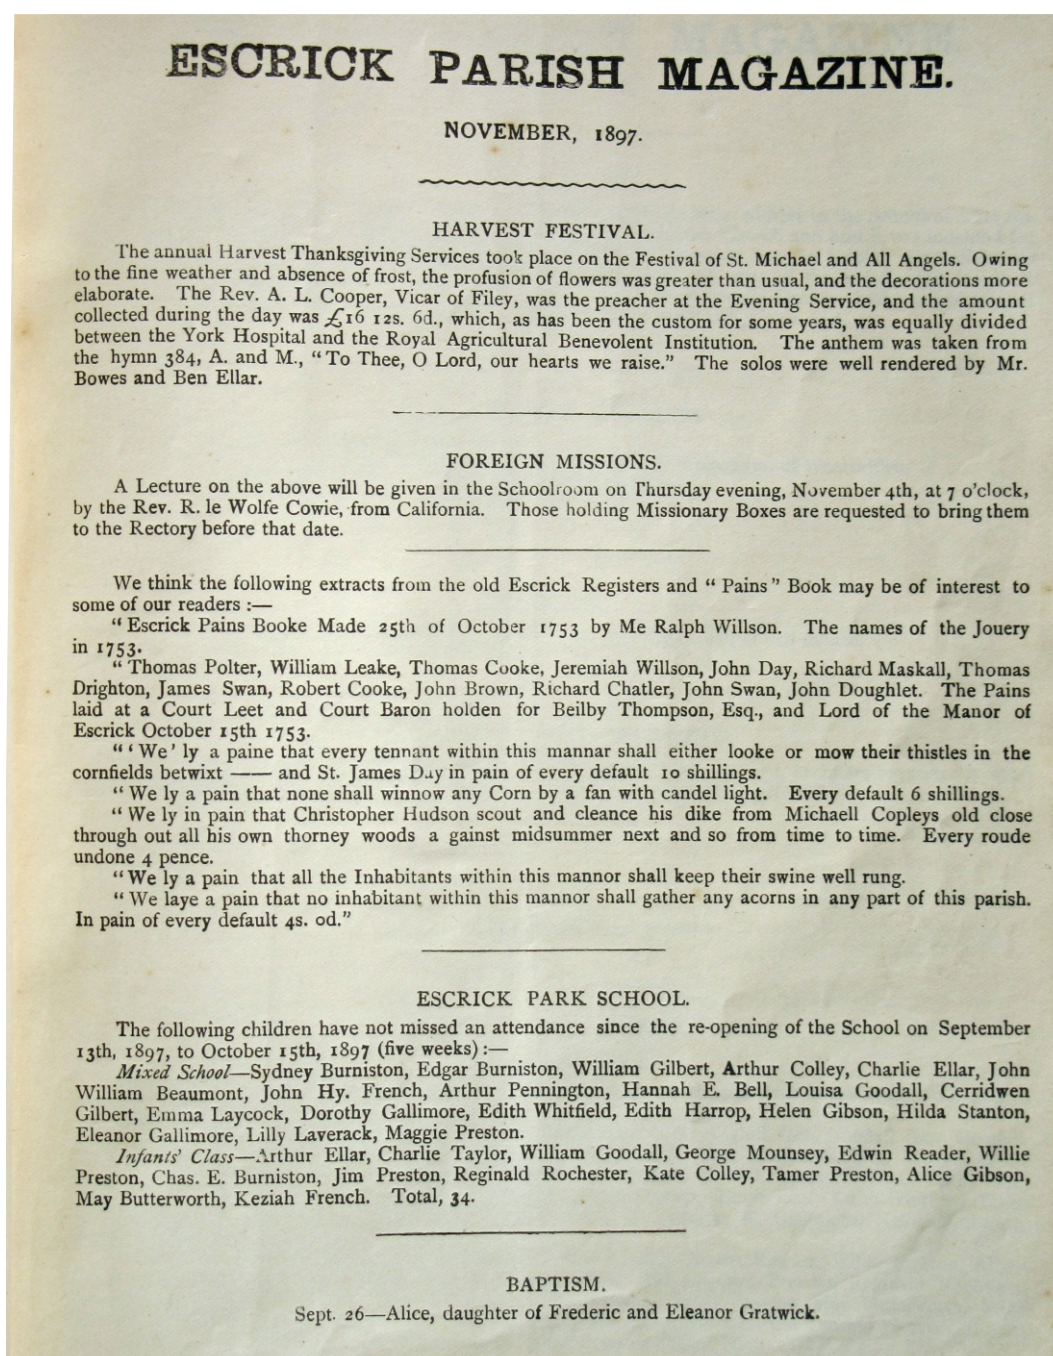 ESCRICK PARISH MAGAZINE.
NOVEMBER, 1897.
HARVEST FESTIVAL.
The annual Harvest Thanksgiving Services took place on the Festival of St. Michael and All Angels. Owing
to the fine weather and absence of frost, the profusion of flowers was greater than usual, and the decorations more
elaborate. The Rev. A. L. Cooper, Vicar of Filey, was the preacher at the Evening Service, and the amount
collected during the day was £16 12s. 6d., which, as has been the custom for some years, was equally divided
between the York Hospital and the Royal Agricultural Benevolent Institution. The anthem was taken from
the hymn 384, A. and M., “To Thee, O Lord, our hearts we raise.” The solos were well rendered by Mr.
Bowes and Ben Ellar.
FOREIGN MISSIONS.
A Lecture on the above will be given in the Schoolroom on Thursday evening, November 4th, at 7 o'clock,
by the Rev. R. le Wolfe Cowie, from California. Those holding Missionary Boxes are requested to bring them
to the Rectory before that date.
We think the following extracts from the old Escrick Registers and “Pains” Book may be of interest to
some of our readers :—
“Escrick Pains Booke Made 25th of October 1753 by Me Ralph Willson. The names of the Jouery
in 1753.
“Thomas Polter, William Leake, Thomas Cooke, Jeremiah Willson, John Day, Richard Maskall, Thomas
Drighton, James Swan, Robert Cooke, John Brown, Richard Chatler, John Swan, John Doughlet. The Pains
laid at a Court Leet and Court Baron holden for Beilby Thompson, Esq., and Lord of the Manor of
Escrick October 15th 1753.
“‘We’ ly a paine that every tennant within this mannar shall either looke or mow their thistles in the
cornfields betwixt —— and St. James Day in pain of every default 10 shillings.
“We ly a pain that none shall winnow any Corn by a fan with candel light. Every default 6 shillings.
“We ly in pain that Christopher Hudson scout and cleance his dike from Michaell Copleys old close
through out all his own thorney woods a gainst midsummer next and so from time to time. Every roude
undone 4 pence.
“We ly a pain that all the Inhabitants within this mannor shall keep their swine well rung.
“We laye a pain that no inhabitant within this mannor shall gather any acorns in any part of this parish.
In pain of every default 4s. od.”
ESCRICK PARK SCHOOL.
The following children have not missed an attendance since the re-opening of the School on September
13th, 1897, to October 15th, 1897 (five weeks) :—
Mixed School—Sydney Burniston, Edgar Burniston, William Gilbert, Arthur Colley, Charlie Ellar, John
William Beaumont, John Hy. French, Arthur Pennington, Hannah E. Bell, Louisa Goodall, Cerridwen
Gilbert, Emma Laycock, Dorothy Gallimore, Edith Whitfield, Edith Harrop, Helen Gibson, Hilda Stanton,
Eleanor Gallimore, Lilly Laverack, Maggie Preston.
Infants' Class—Arthur Ellar, Charlie Taylor, William Goodall, George Mounsey, Edwin Reader, Willie
Preston, Chas. E. Burniston, Jim Preston, Reginald Rochester, Kate Colley, Tamer Preston, Alice Gibson,
May Butterworth, Keziah French. Total, 34.
BAPTISM.
Sept. 26—Alice, daughter of Frederic and Eleanor Gratwick.